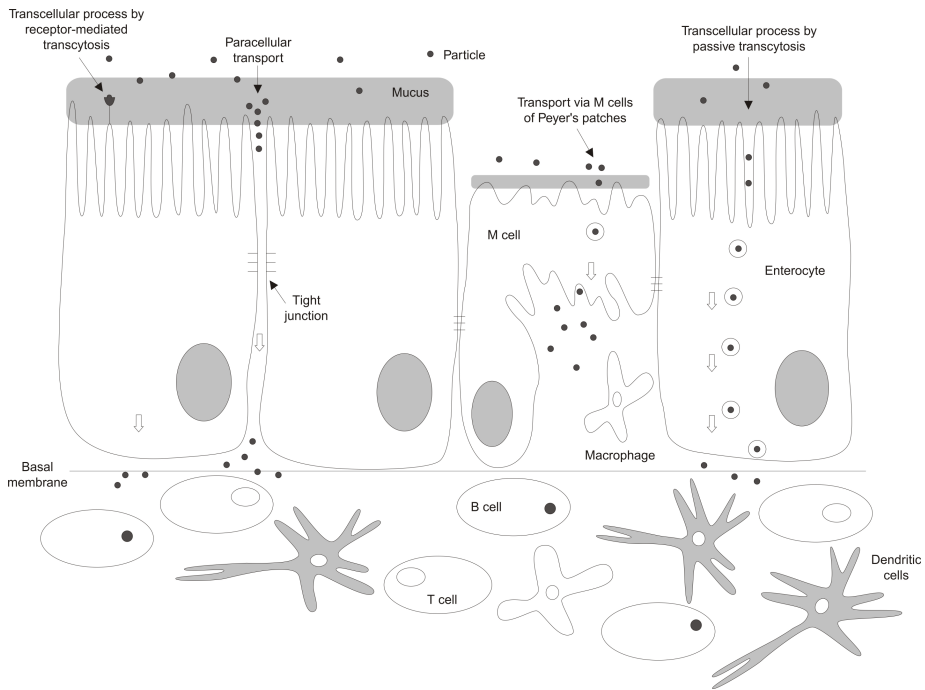 Transcellular process by
receptor-mediated
transcytosis
Paracellular
transport
Particle
Transcellular process by
passive transcytosis
Mucus
Transport via M cells
of Peyer's patches
M cell
Enterocyte
Tight
junction
Macrophage
Basal
membrane
B cell
Dendritic
cells
T cell